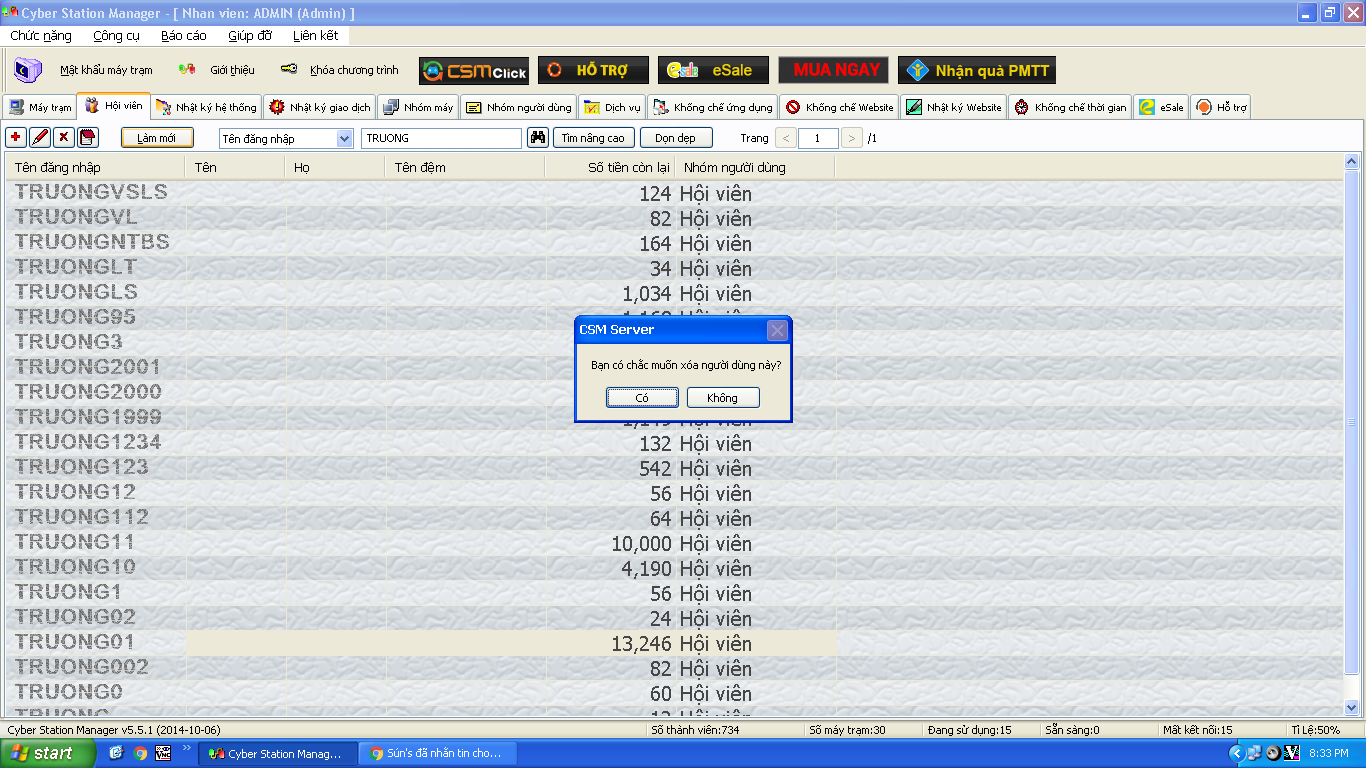 Cyber Station Manager - [ Nhan vien: ADMIN (Admin) ]
Chức năng Công cụ Báo cáo Giúp đỡ Liên kết
Mật khẩu máy trạm Giới thiệu Khóa chương trình CSMClick HỖ TRỢ eSale eSale MUA NGAY Nhận quà PMTT
Máy trạm Hội viên Nhật ký hệ thống Nhật ký giao dịch Nhóm máy Nhóm người dùng Dịch vụ Khống chế ứng dụng Khống chế Website Nhật ký Website Khống chế thời gian eSale Hỗ trợ
Làm mới Tên đăng nhập TRUONG Tìm nâng cao Dọn dẹp Trang < 1 > /1
Tên đăng nhập Tên Họ Tên đệm Số tiền còn lại Nhóm người dùng
TRUONGVSLS 124 Hội viên
TRUONGVL 82 Hội viên
TRUONGNTBS 164 Hội viên
TRUONGLT 34 Hội viên
TRUONGLS 1,034 Hội viên
TRUONG95
TRUONG3
TRUONG2001
TRUONG2000
TRUONG1999 Hội viên
TRUONG1234 132 Hội viên
TRUONG123 542 Hội viên
TRUONG12 56 Hội viên
TRUONG112 64 Hội viên
TRUONG11 10,000 Hội viên
TRUONG10 4,190 Hội viên
TRUONG1 56 Hội viên
TRUONG02 24 Hội viên
TRUONG01 13,246 Hội viên
TRUONG002 82 Hội viên
TRUONG0 60 Hội viên
CSM Server
Bạn có chắc muốn xóa người dùng này?
Có Không
Cyber Station Manager v5.5.1 (2014-10-06) Số thành viên:734 Số máy trạm:30 Đang sử dụng:15 Sẵn sàng:0 Mất kết nối:15 Tỉ Lệ:50%
start Cyber Station Manag... Sún's đã nhắn tin cho... 8:33 PM